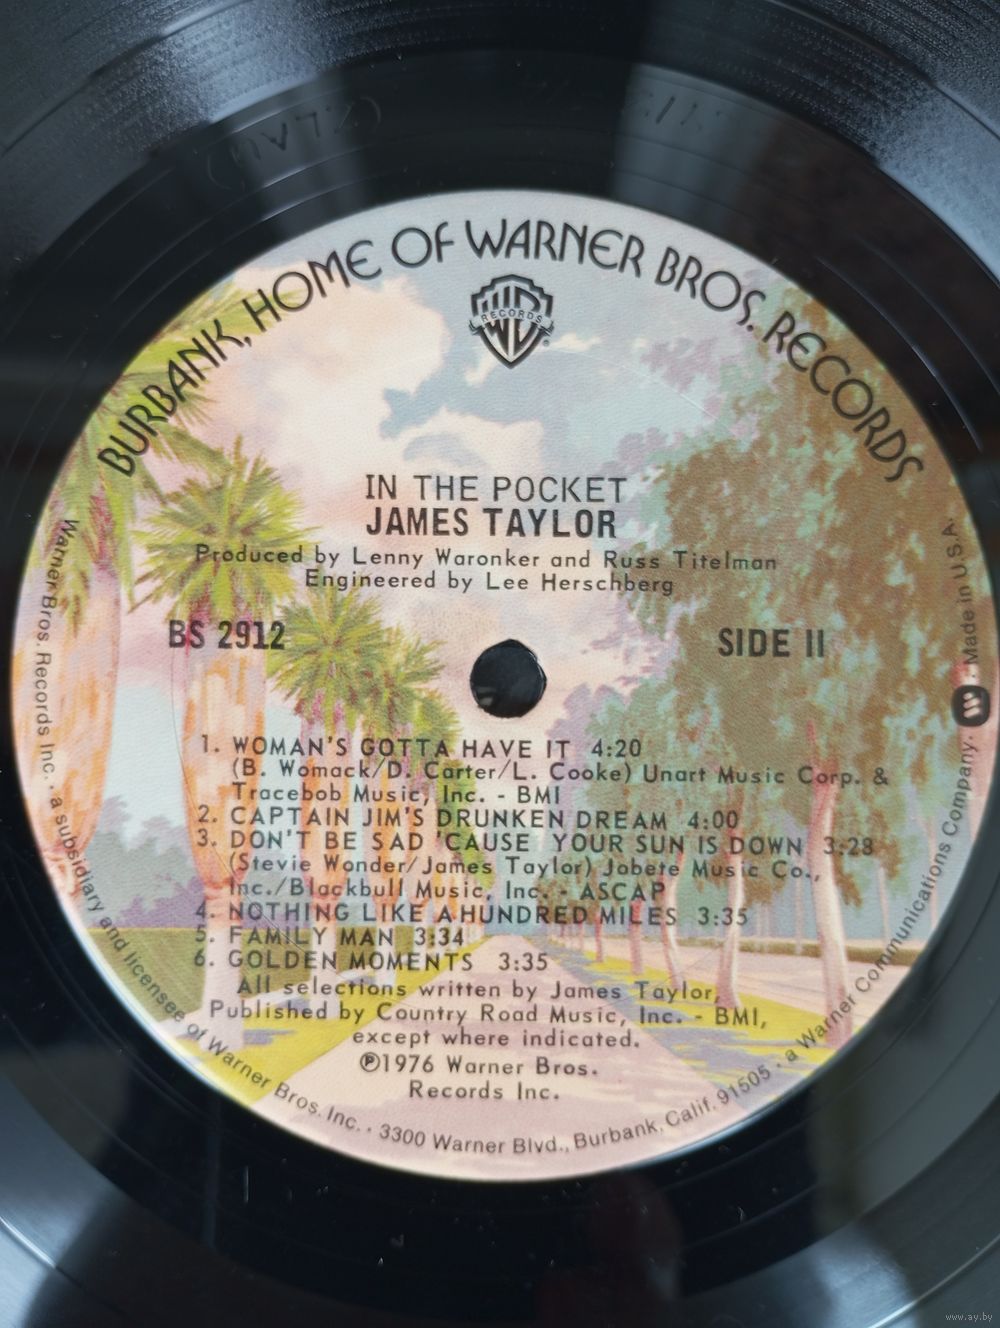 BURBANK, HOME OF WARNER BROS. RECORDS
RECORDS
IN THE POCKET
JAMES TAYLOR
Produced by Lenny Waronker and Russ Titelman
Engineered by Lee Herschberg
BS 2912
SIDE II
1. WOMAN'S GOTTA HAVE IT 4:20
(B. Womack/D. Carter/L. Cooke) Unart Music Corp. &
Tracebob Music, Inc. - BMI
2. CAPTAIN JIM'S DRUNKEN DREAM 4:00
3. DON'T BE SAD 'CAUSE YOUR SUN IS DOWN 3:28
(Stevie Wonder/James Taylor) Jobete Music Co.,
Inc./Blackbull Music, Inc. - ASCAP
4. NOTHING LIKE A HUNDRED MILES 3:35
5. FAMILY MAN 3:34
6. GOLDEN MOMENTS 3:35
All selections written by James Taylor,
Published by Country Road Music, Inc. - BMI,
except where indicated.
℗1976 Warner Bros.
Records Inc.
Warner Bros. Records Inc. · a subsidiary and licensee of Warner Bros. Inc. · 3300 Warner Blvd., Burbank, Calif. 91505 · a Warner Communications Company. · Made in U.S.A.
www.ay.by